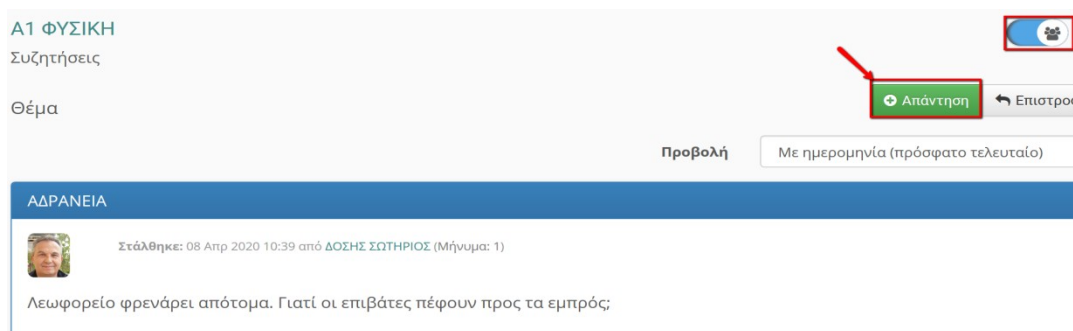 Α1 ΦΥΣΙΚΗ
Συζητήσεις
Θέμα
Απάντηση
Προβολή
Με ημερομηνία (πρόσφατο τελευταίο)
ΑΔΡΑΝΕΙΑ
Στάλθηκε: 08 Απρ 2020 10:39 από ΔΟΣΗΣ ΣΩΤΗΡΙΟΣ (Μήνυμα: 1)
Λεωφορείο φρενάρει απότομα. Γιατί οι επιβάτες πέφουν προς τα εμπρός;